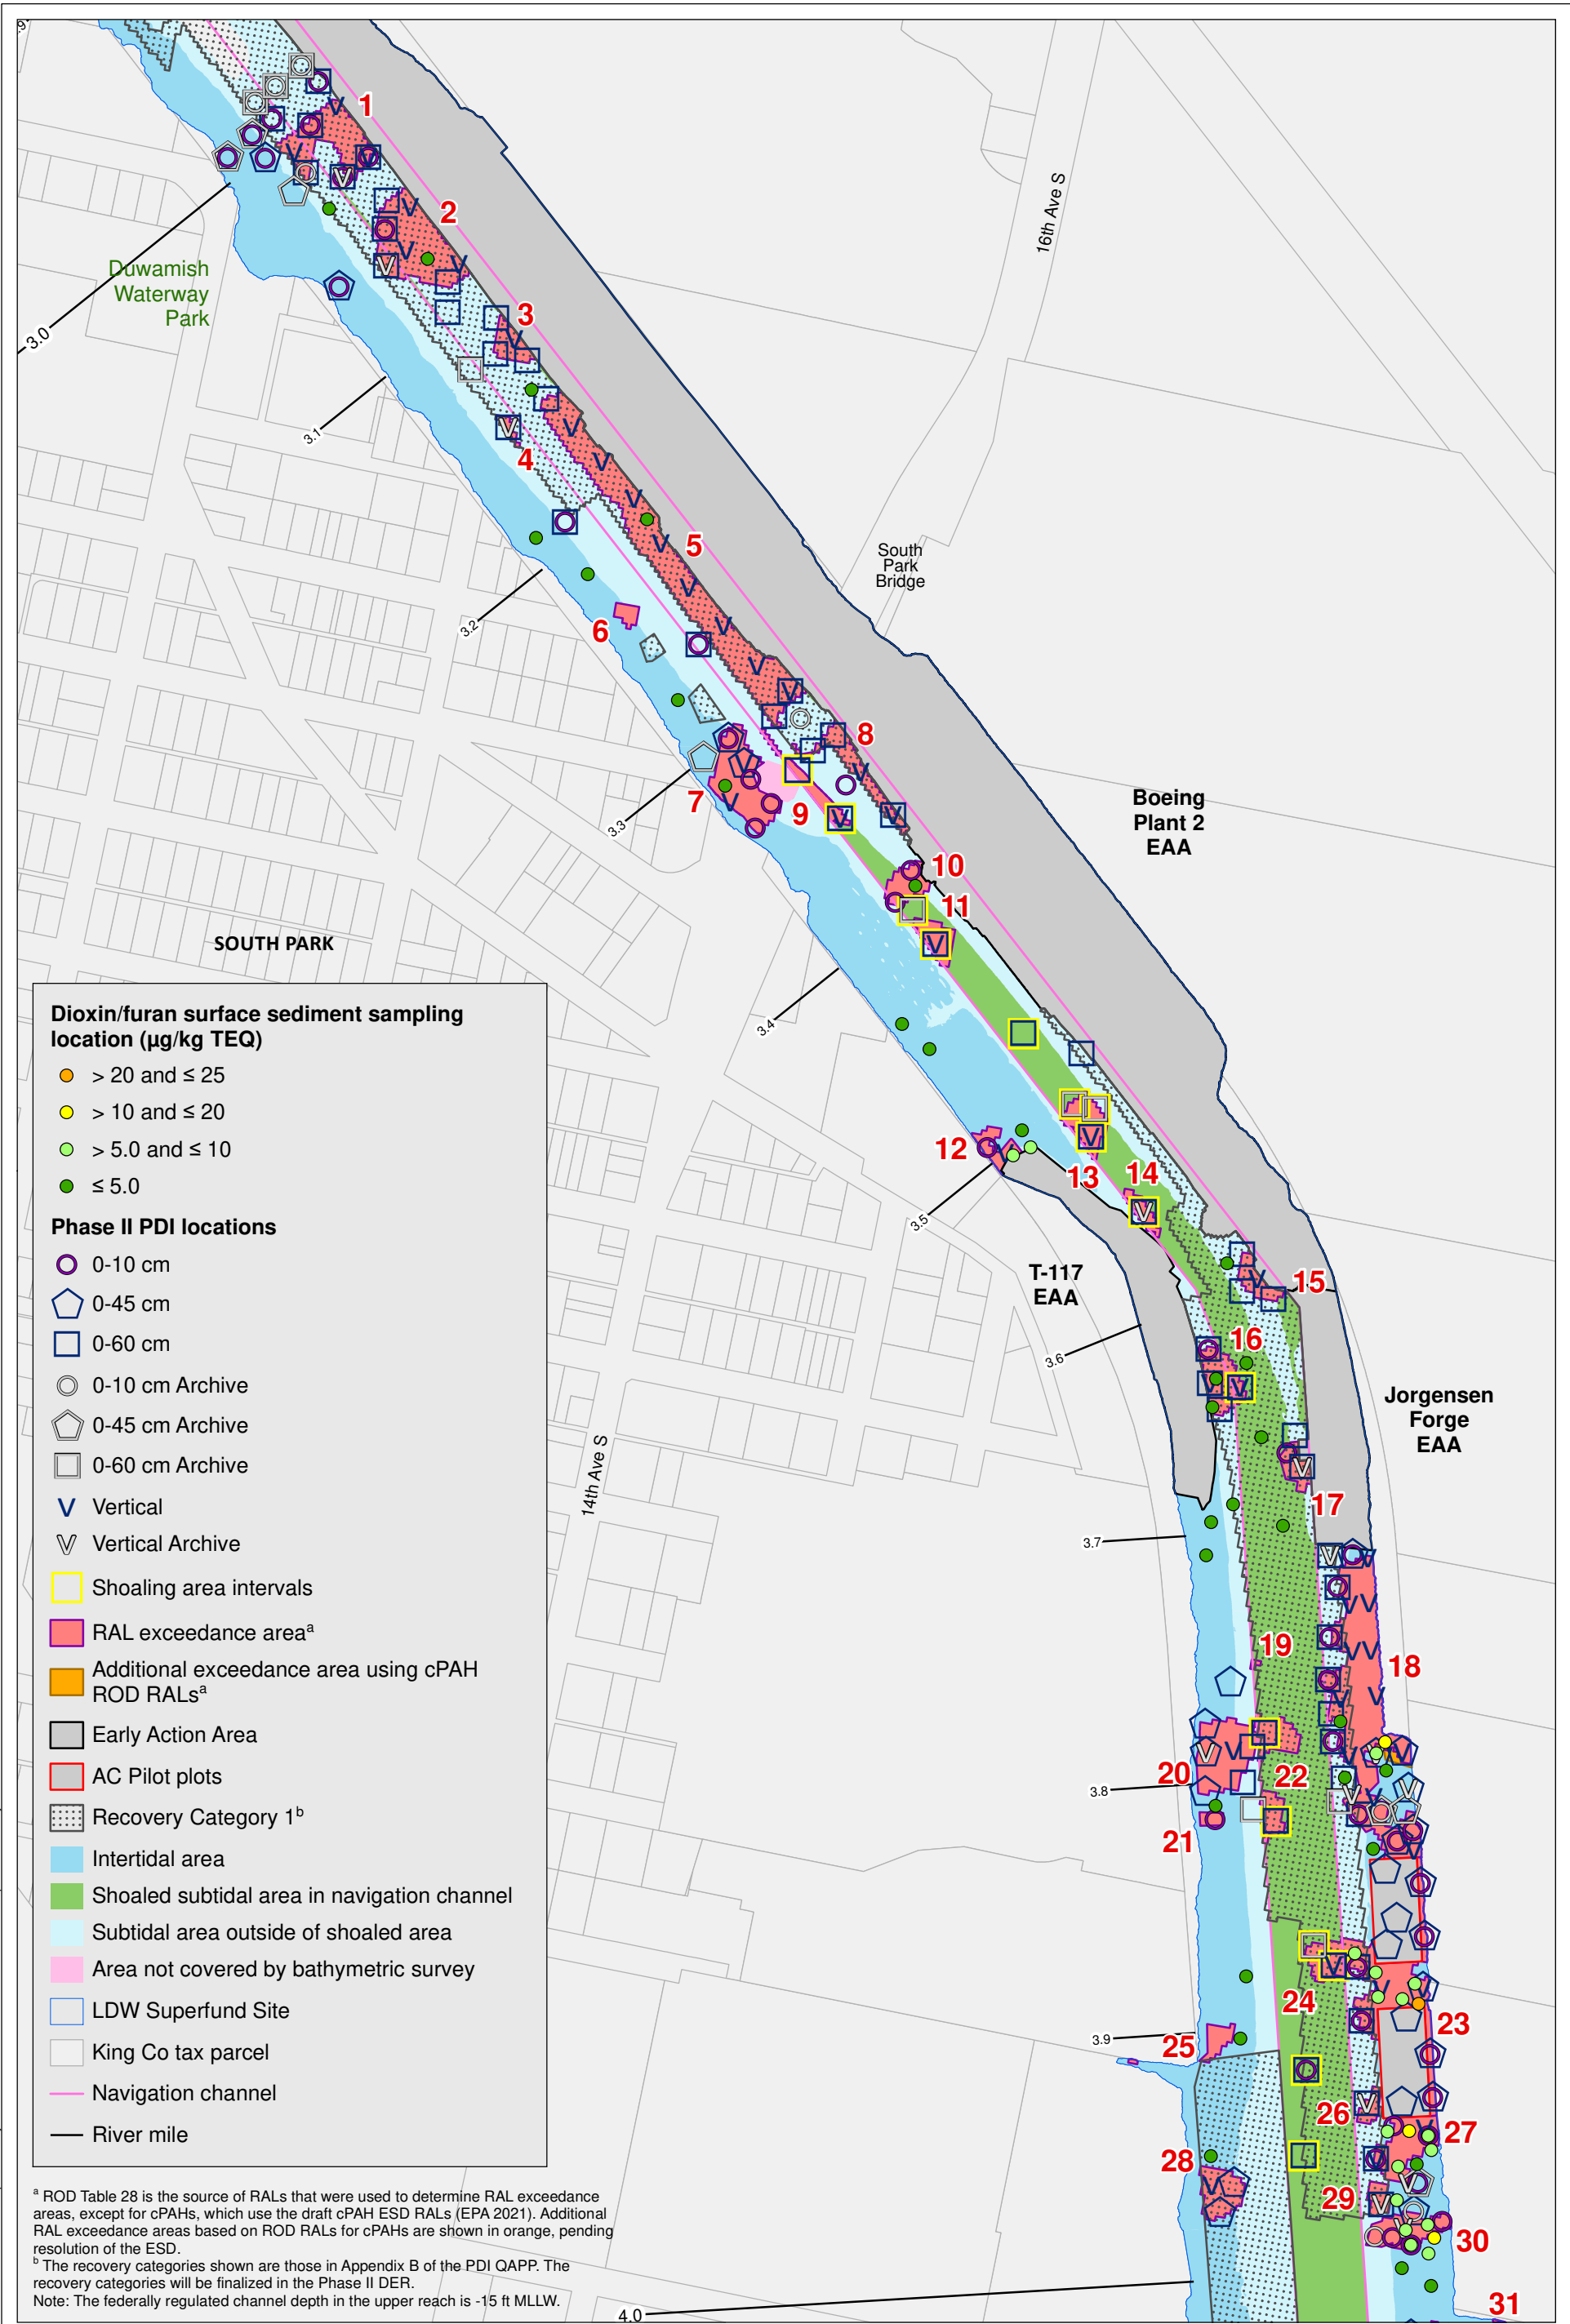 1
2
3
4
5
6
7
8
9
10
11
12
13
14
15
16
17
18
19
20
21
22
23
24
25
26
27
28
29
30
31
3.0
3.1
3.2
3.3
3.4
3.5
3.6
3.7
3.8
3.9
4.0
Duwamish
Waterway
Park
16th Ave S
South
Park
Bridge
Boeing
Plant 2
EAA
SOUTH PARK
T-117
EAA
Jorgensen
Forge
EAA
14th Ave S
Dioxin/furan surface sediment sampling
location (µg/kg TEQ)
> 20 and ≤ 25
> 10 and ≤ 20
> 5.0 and ≤ 10
≤ 5.0
Phase II PDI locations
0-10 cm
0-45 cm
0-60 cm
0-10 cm Archive
0-45 cm Archive
0-60 cm Archive
Vertical
Vertical Archive
Shoaling area intervals
RAL exceedance areaᵃ
Additional exceedance area using cPAH
ROD RALsᵃ
Early Action Area
AC Pilot plots
Recovery Category 1ᵇ
Intertidal area
Shoaled subtidal area in navigation channel
Subtidal area outside of shoaled area
Area not covered by bathymetric survey
LDW Superfund Site
King Co tax parcel
Navigation channel
River mile
ᵃ ROD Table 28 is the source of RALs that were used to determine RAL exceedance
areas, except for cPAHs, which use the draft cPAH ESD RALs (EPA 2021). Additional
RAL exceedance areas based on ROD RALs for cPAHs are shown in orange, pending
resolution of the ESD.
ᵇ The recovery categories shown are those in Appendix B of the PDI QAPP. The
recovery categories will be finalized in the Phase II DER.
Note: The federally regulated channel depth in the upper reach is -15 ft MLLW.